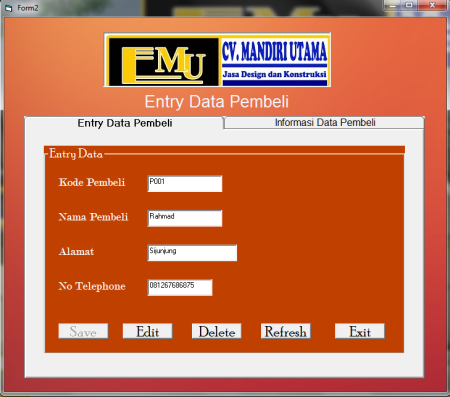 Form2
FMU
CV. MANDIRI UTAMA
Jasa Design dan Konstruksi
Entry Data Pembeli
Entry Data Pembeli
Informasi Data Pembeli
Entry Data
Kode Pembeli P001
Nama Pembeli Rahmad
Alamat Sijunjung
No Telephone 081267686875
Save Edit Delete Refresh Exit